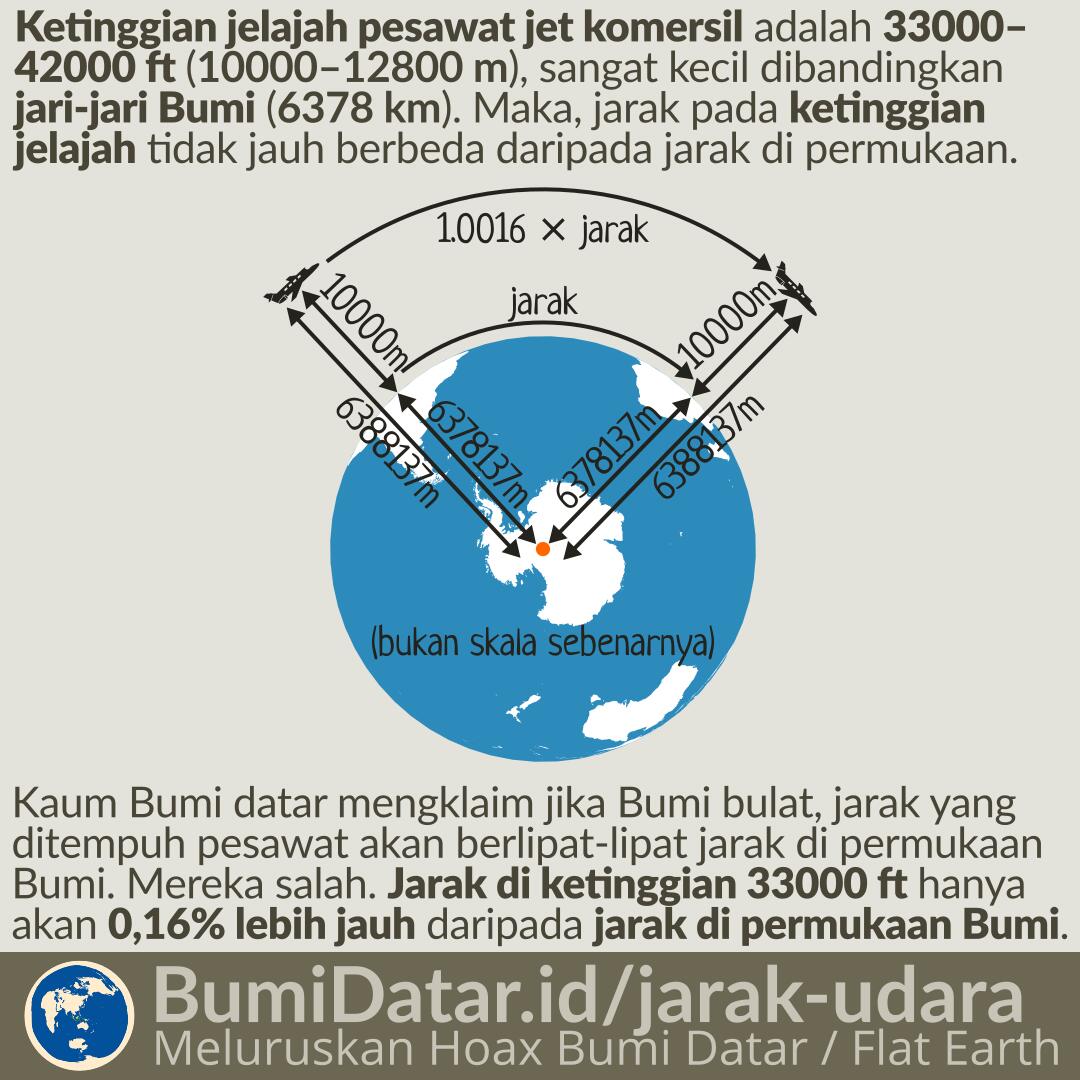 Ketinggian jelajah pesawat jet komersil adalah 33000–
42000 ft (10000–12800 m), sangat kecil dibandingkan
jari-jari Bumi (6378 km). Maka, jarak pada ketinggian
jelajah tidak jauh berbeda daripada jarak di permukaan.
1.0016 × jarak
jarak
10000m
10000m
6388137m
6378137m
6378137m
6388137m
(bukan skala sebenarnya)
Kaum Bumi datar mengklaim jika Bumi bulat, jarak yang
ditempuh pesawat akan berlipat-lipat jarak di permukaan
Bumi. Mereka salah. Jarak di ketinggian 33000 ft hanya
akan 0,16% lebih jauh daripada jarak di permukaan Bumi.
BumiDatar.id/jarak-udara
Meluruskan Hoax Bumi Datar / Flat Earth